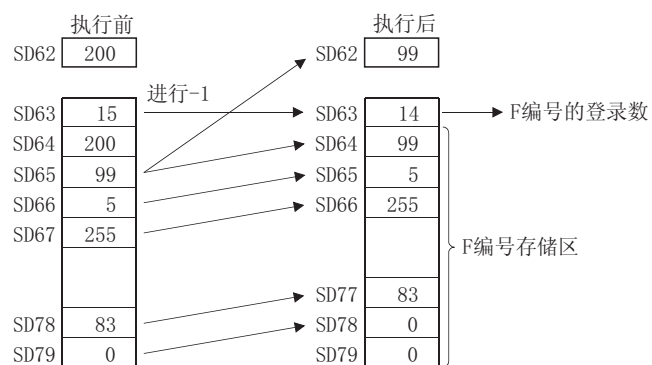 执行前 执行后
SD62 200 SD62 99
进行-1
SD63 15 SD63 14 F编号的登录数
SD64 200 SD64 99
SD65 99 SD65 5
SD66 5 SD66 255
SD67 255
F编号存储区
SD77 83
SD78 83 SD78 0
SD79 0 SD79 0